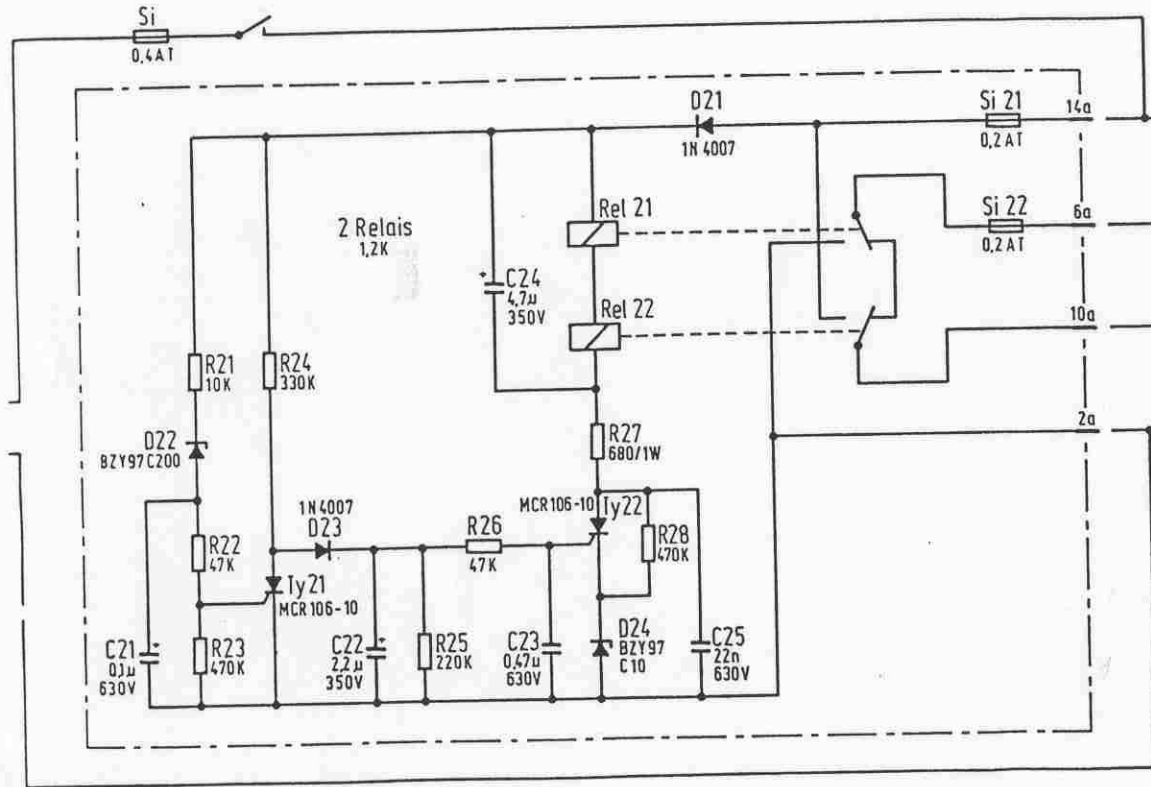 Si
0,4AT
D21
1N 4007
Si 21
0,2AT
14a
2 Relais
1,2K
Rel 21
Si 22
0,2AT
6a
C24
4,7µ
350V
Rel 22
10a
R21
10K
R24
330K
2a
D22
BZY97C200
R27
680/1W
1N4007
D23
MCR106-10
Ty22
R22
47K
R26
47K
R28
470K
Ty21
MCR106-10
C21
0,1µ
630V
R23
470K
C22
2,2µ
350V
R25
220K
C23
0,47µ
630V
D24
BZY97
C10
C25
22n
630V